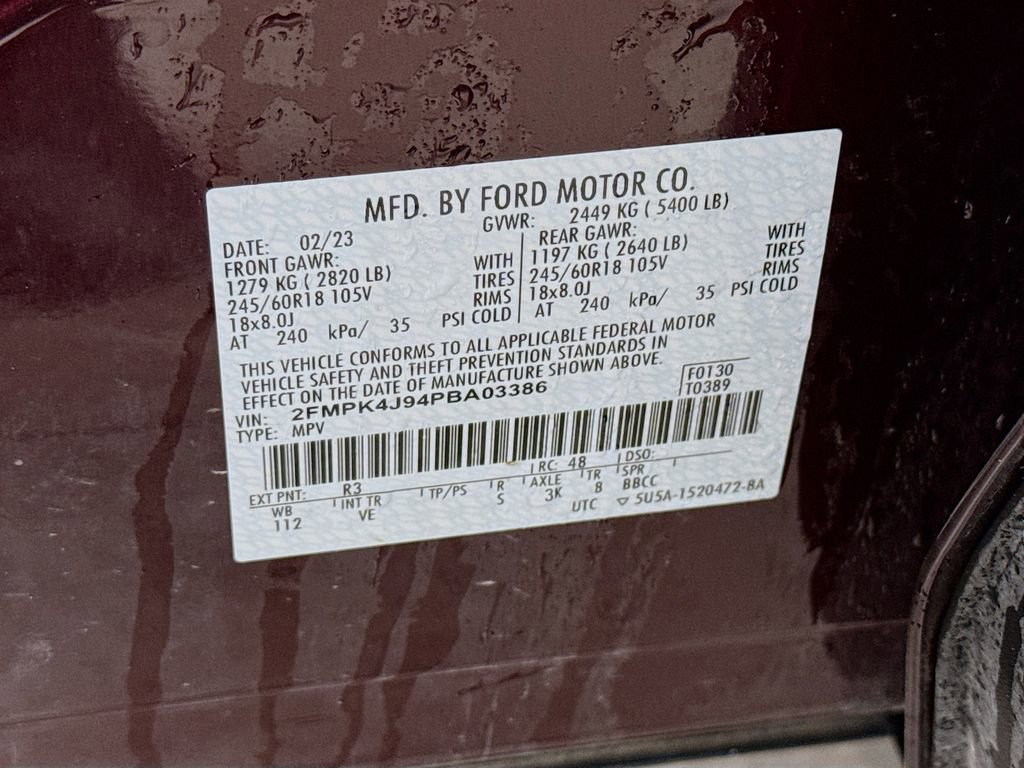 MFD. BY FORD MOTOR CO.
DATE: 02/23 GVWR: 2449 KG ( 5400 LB)
FRONT GAWR: REAR GAWR:
1279 KG ( 2820 LB) WITH 1197 KG ( 2640 LB) WITH
245/60R18 105V TIRES 245/60R18 105V TIRES
18x8.0J RIMS 18x8.0J RIMS
AT 240 kPa/ 35 PSI COLD AT 240 kPa/ 35 PSI COLD
THIS VEHICLE CONFORMS TO ALL APPLICABLE FEDERAL MOTOR
VEHICLE SAFETY AND THEFT PREVENTION STANDARDS IN
EFFECT ON THE DATE OF MANUFACTURE SHOWN ABOVE.
VIN: 2FMPK4J94PBA03386 F0130
TYPE: MPV T0389
EXT PNT: R3 RC: 48 DSO:
WB INT TR TP/PS R AXLE TR SPR
112 VE S 3K 8 BBCC
UTC ▽ 5U5A-1520472-BA